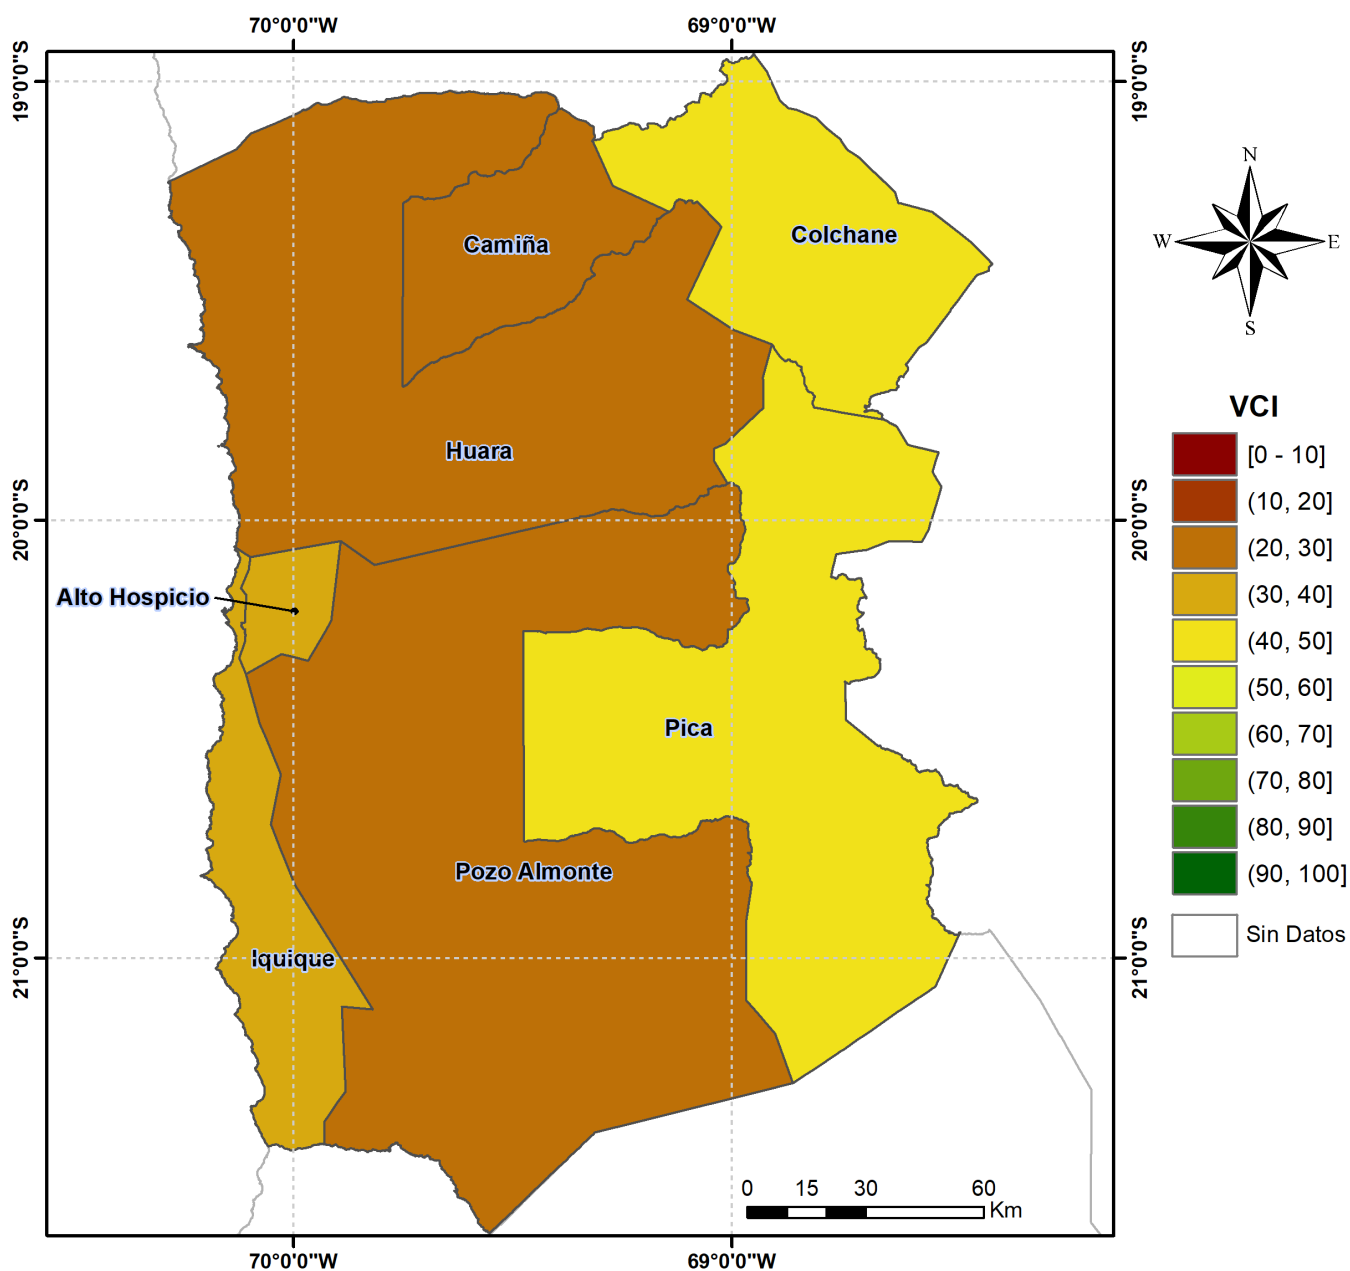 70°0'0"W
69°0'0"W
19°0'0"S
19°0'0"S
N
W
E
S
Colchane
Camiña
VCI
[0 - 10]
(10, 20]
(20, 30]
(30, 40]
(40, 50]
(50, 60]
(60, 70]
(70, 80]
(80, 90]
(90, 100]
Sin Datos
Huara
20°0'0"S
20°0'0"S
Alto Hospicio
Pica
Pozo Almonte
Iquique
21°0'0"S
21°0'0"S
0 15 30 60
Km
70°0'0"W
69°0'0"W